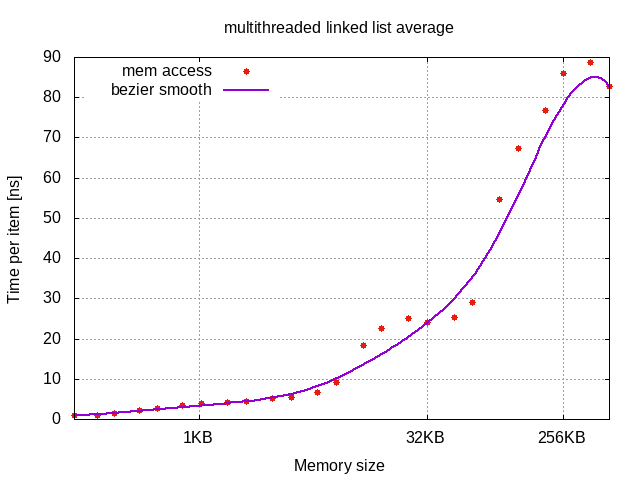 multithreaded linked list average
mem access
bezier smooth
90
80
70
60
50
40
30
20
10
0
Time per item [ns]
1KB 32KB 256KB
Memory size